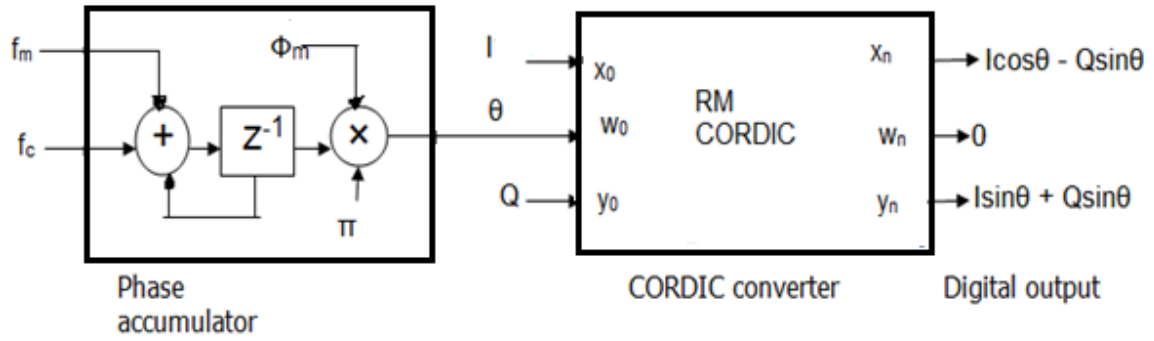 fm
fc
+
z-1
Φm
×
π
Phase
accumulator
I
θ
Q
x0
w0
y0
RM
CORDIC
xn
wn
yn
CORDIC converter
Icosθ - Qsinθ
0
Isinθ + Qsinθ
Digital output